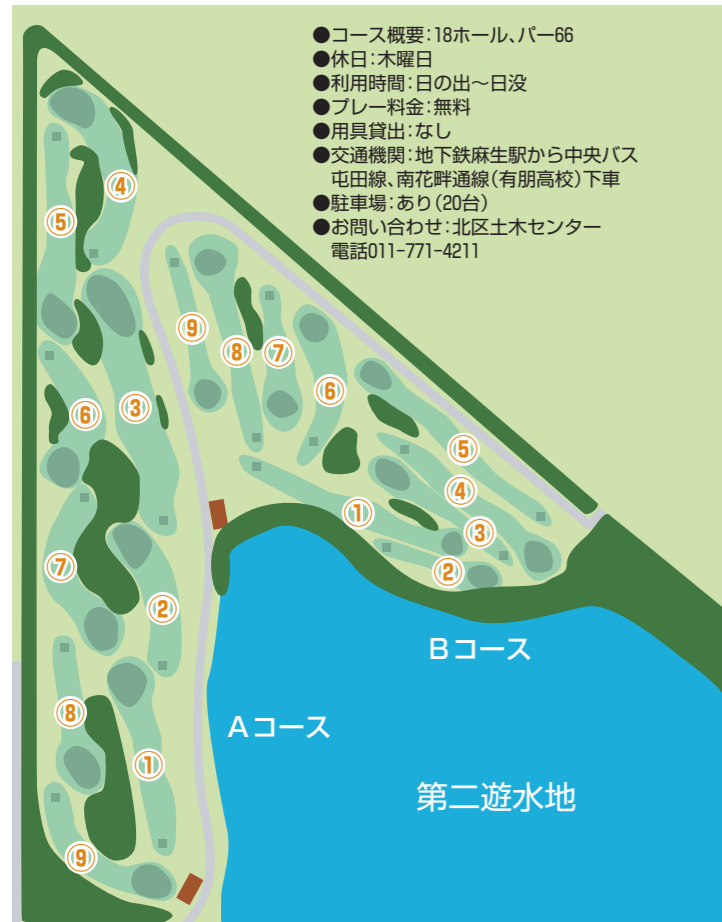 ●コース概要:18ホール、パー66
●休日:木曜日
●利用時間:日の出～日没
●プレー料金:無料
●用具貸出:なし
●交通機関:地下鉄麻生駅から中央バス
屯田線、南花畔通線(有朋高校)下車
●駐車場:あり(20台)
●お問い合わせ:北区土木センター
電話011-771-4211
④
⑤
⑨
⑧
⑦
⑥
③
⑥
⑤
④
①
③
②
⑦
②
Bコース
⑧
Aコース
①
第二遊水地
⑨